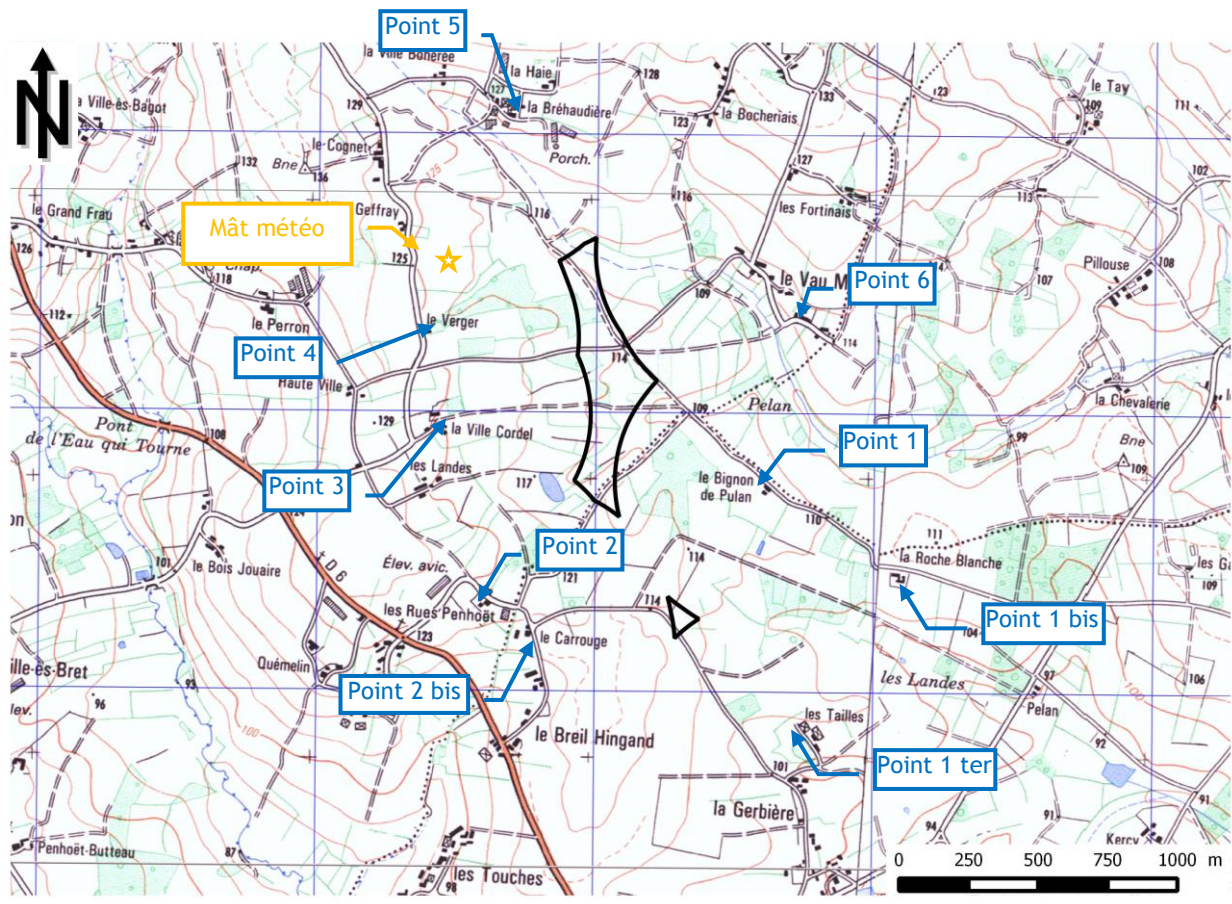 Point 5
la Ville Boherée
la Haie
127
128
133
123
le Tay
109
111
la Ville-ès-Bagot
129
la Bréhaudière
123
la Bocheriais
le Cognet
132
Bne
136
125
Porch.
127
102
116
116
les Fortinais
113
le Grand Frau
Geffray
Mât météo
126
125
Chap.
118
109
le Vau M
Point 6
107
Pillouse
108
112
le Perron
le Verger
Point 4
114
114
Haute Ville
Pont
de l'Eau qui Tourne
108
129
la Ville Cordel
109
Pelan
la Chevalerie
Point 1
99
Bne
109
les Landes
Point 3
117
le Bignon
de Pulan
110
111
Point 2
101
le Bois Jouaire
D6
Élev. avic.
121
114
la Roche Blanche
les G
109
les Rues Penhoët
114
123
le Carrouge
Point 1 bis
104
ille-ès-Bret
Quémelin
93
96
Point 2 bis
les Landes
97
106
Pelan
100
les Tailles
le Breil Hingand
92
100
Point 1 ter
101
la Gerbière
91
91
94
Kercy
Penhoët-Butteau
87
les Touches
98
0 250 500 750 1000 m